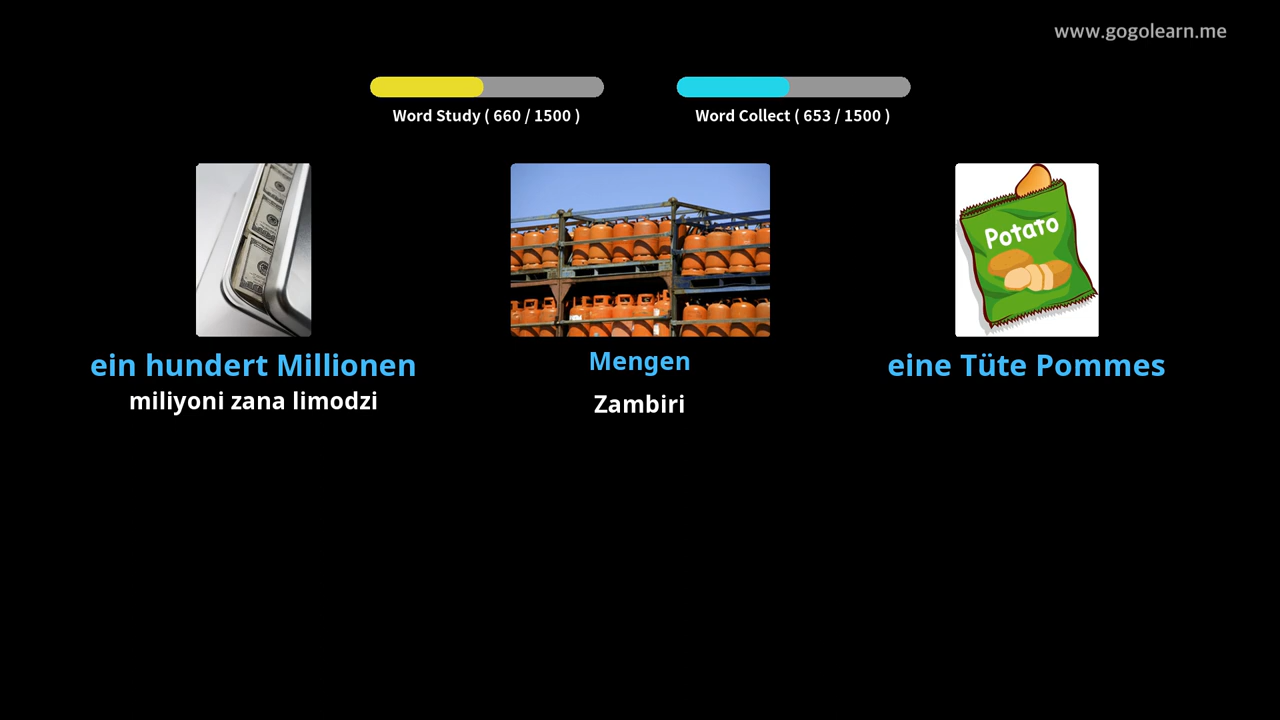 www.gogolearn.me
Word Study ( 660 / 1500 )
Word Collect ( 653 / 1500 )
Potato
ein hundert Millionen
Mengen
eine Tüte Pommes
miliyoni zana limodzi
Zambiri